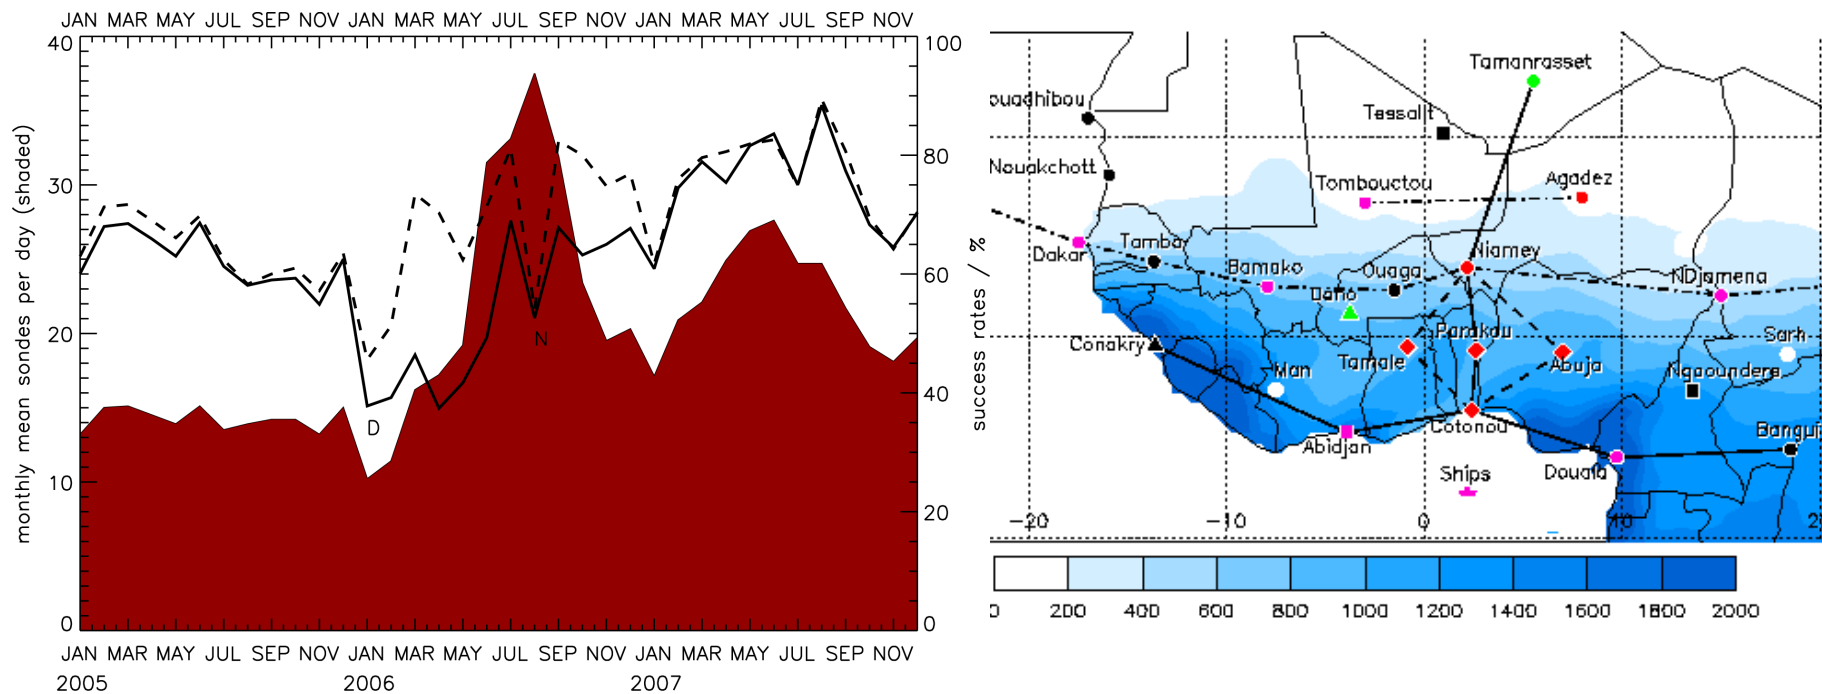 JAN MAR MAY JUL SEP NOV JAN MAR MAY JUL SEP NOV JAN MAR MAY JUL SEP NOV
40 100
80
30
60
20
40
10
20
0 0
N
D
monthly mean sondes per day (shaded)
success rates / %
JAN MAR MAY JUL SEP NOV JAN MAR MAY JUL SEP NOV JAN MAR MAY JUL SEP NOV
2005 2006 2007
Tamanrasset
ouadhibou
Tessalit
Nouakchott
Tombouctou
Agadez
Dakar
Tamba
Niamey
Bamako
Ouaga
NDjamena
Dano
Parakou
Sarh
Conakry
Tamale
Abuja
Man
Ngaoundere
Cotonou
Bangui
Abidjan
Douala
Ships
-20 -10 0 10 2
0 200 400 600 800 1000 1200 1400 1600 1800 2000